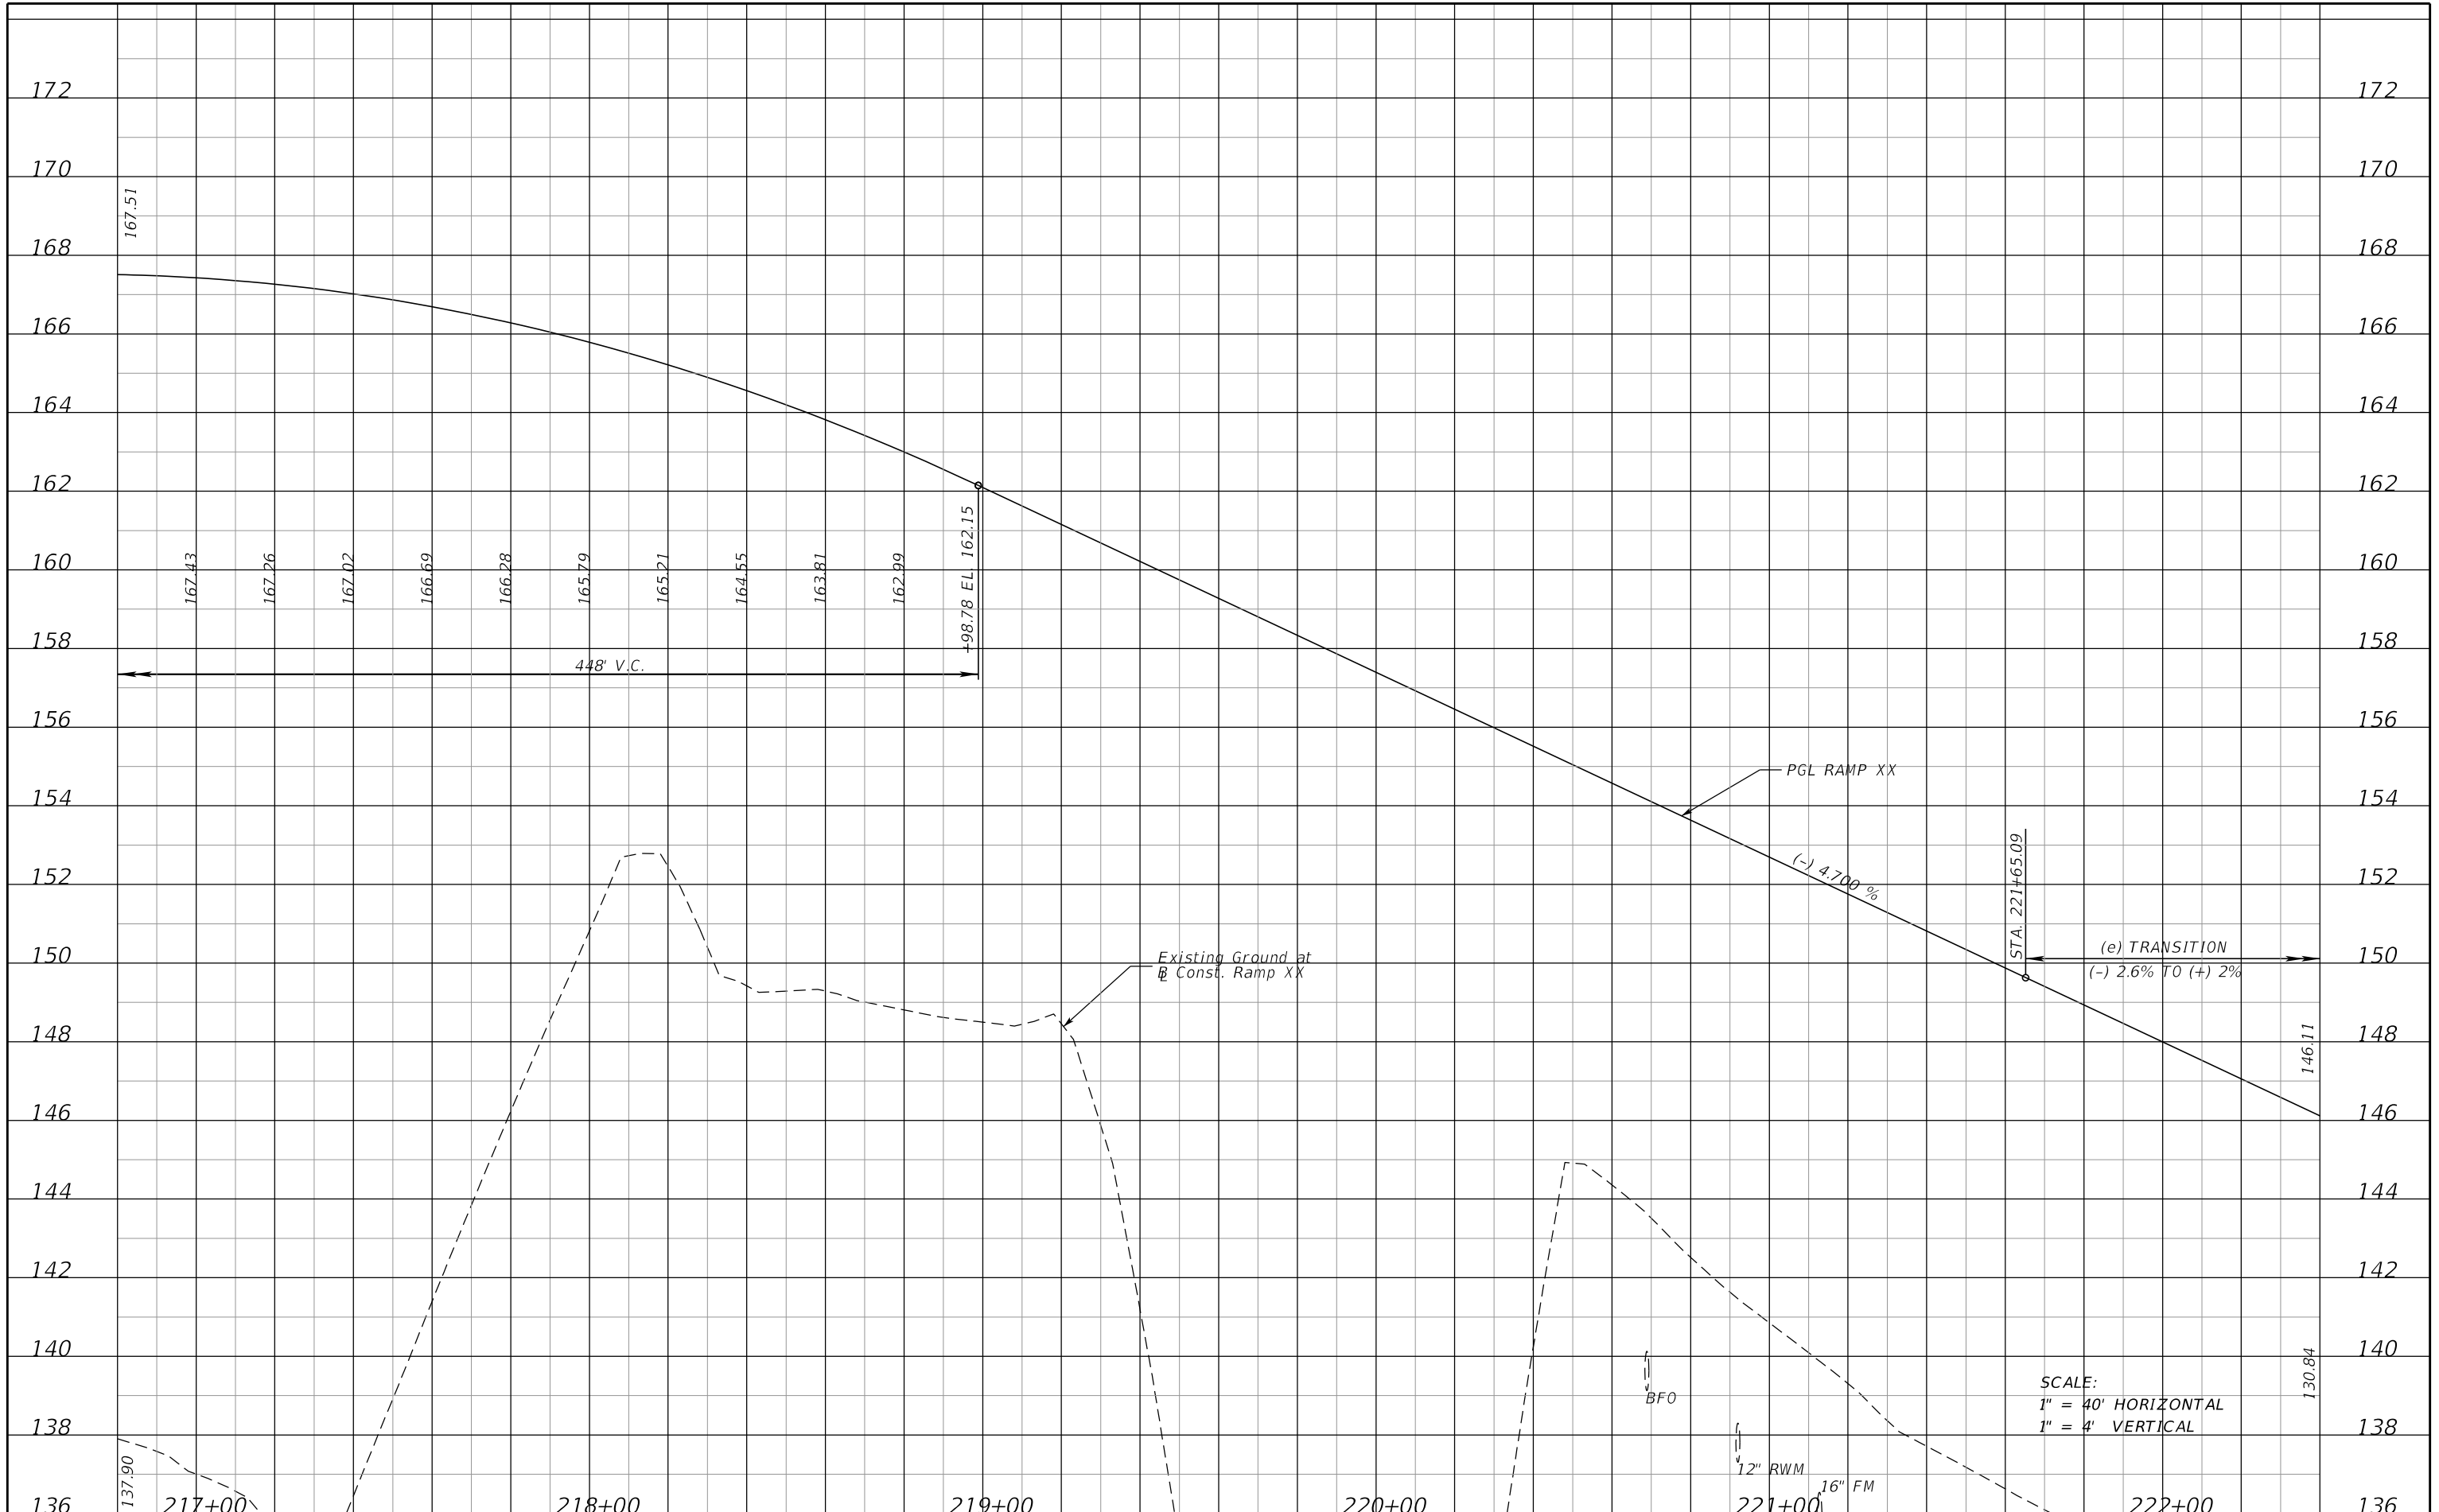 172 172
170 170
167.51
168 168
166 166
164 164
162 162
167.43 167.26 167.02 166.69 166.28 165.79 165.21 164.55 163.81 162.99
+98.78 EL. 162.15
160 160
158 158
448' V.C.
156 156
PGL RAMP XX
154 154
(-) 4.700 %
STA. 221+65.09
152 152
(e) TRANSITION
(-) 2.6% TO (+) 2%
150 150
Existing Ground at
B Const. Ramp XX
148 148
146.11
146 146
144 144
142 142
140 140
130.84
BFO
SCALE:
1" = 40' HORIZONTAL
1" = 4' VERTICAL
138 138
137.90
12" RWM
16" FM
136 136
217+00 218+00 219+00 220+00 221+00 222+00